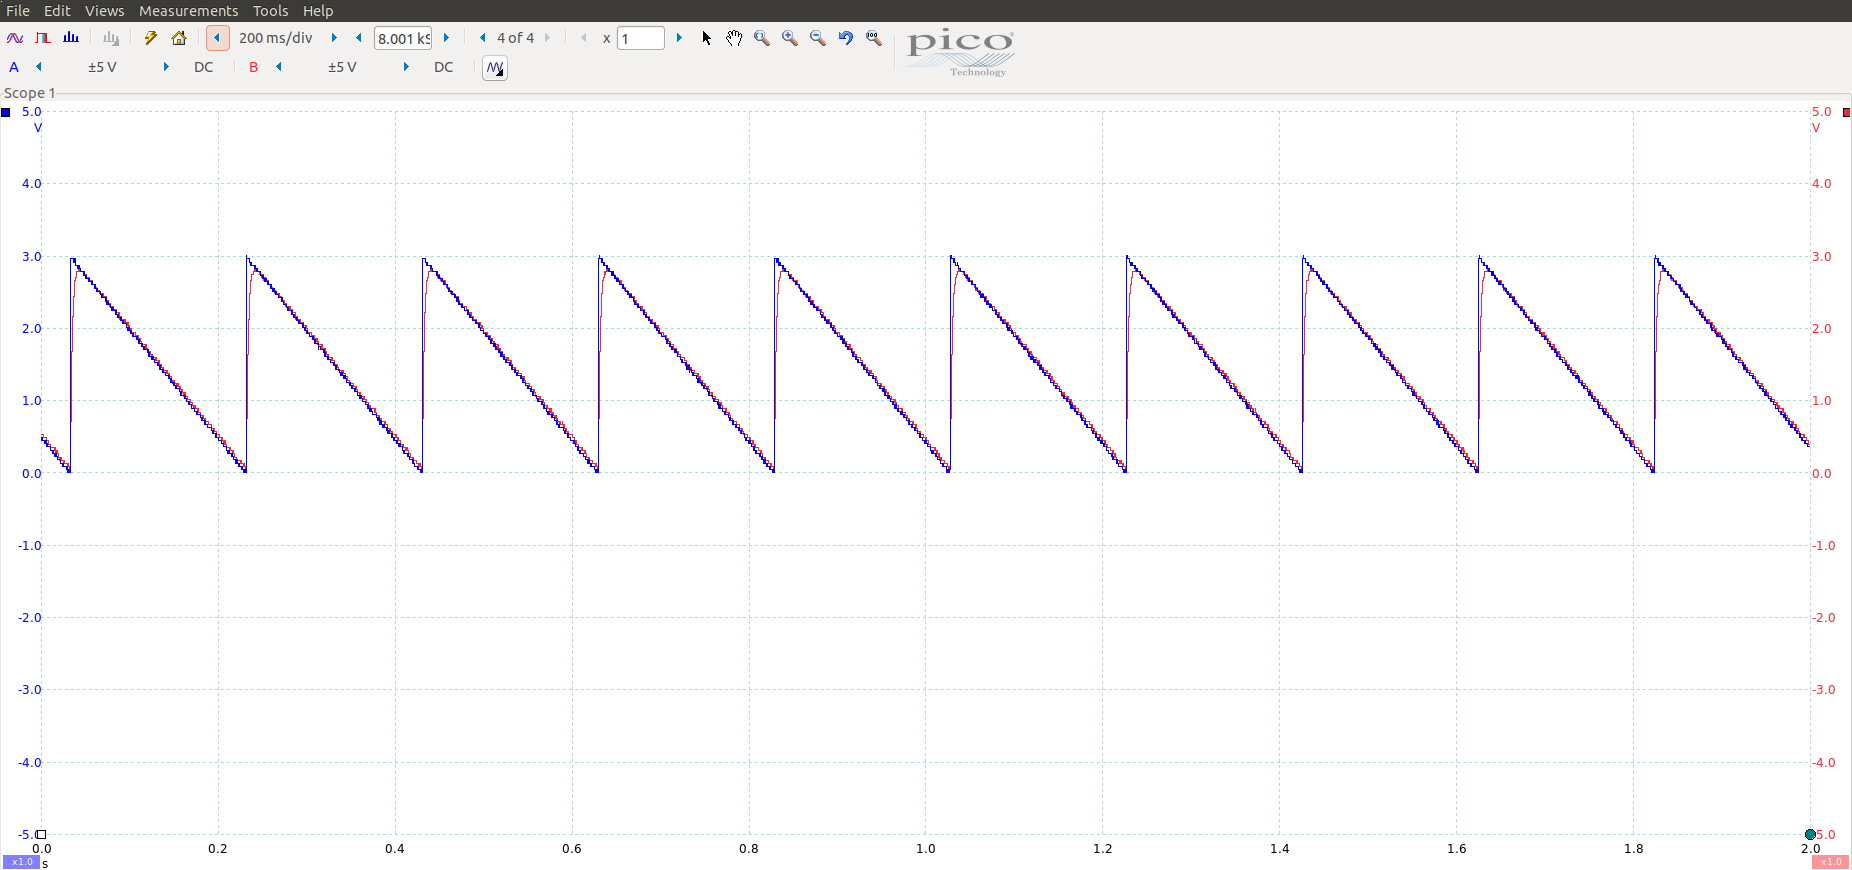 File Edit Views Measurements Tools Help
200 ms/div 8.001 kS 4 of 4 x 1
pico
Technology
A ±5 V DC B ±5 V DC
Scope 1
5.0 5.0
V V
4.0 4.0
3.0 3.0
2.0 2.0
1.0 1.0
0.0 0.0
-1.0 -1.0
-2.0 -2.0
-3.0 -3.0
-4.0 -4.0
-5.0 5.0
0.0 0.2 0.4 0.6 0.8 1.0 1.2 1.4 1.6 1.8 2.0
x1.0 s x1.0